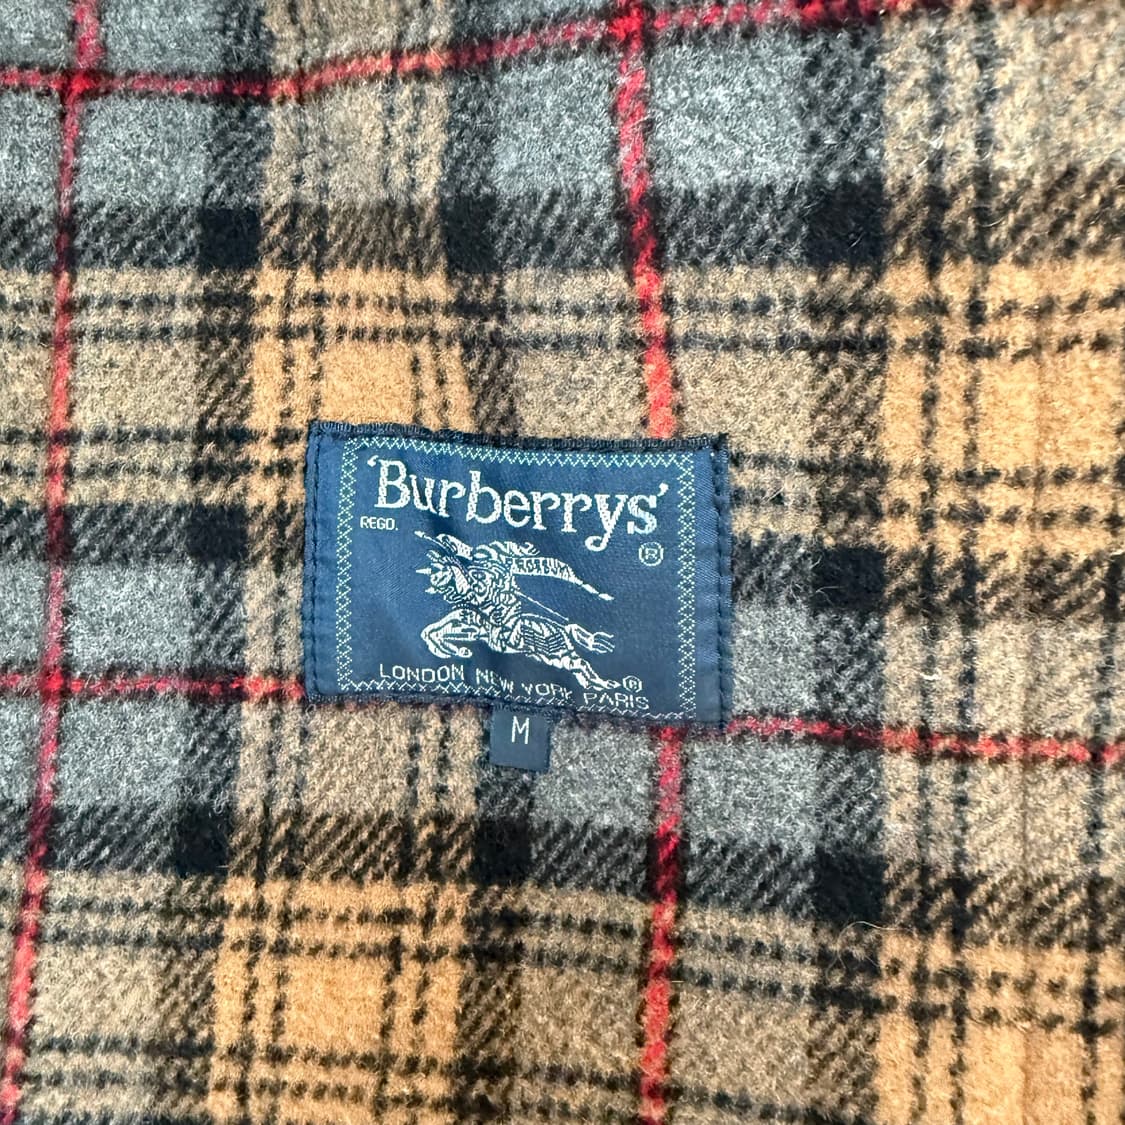 'Burberrys'
REGD.
®
PRORSUM
®
LONDON NEW YORK PARIS
M